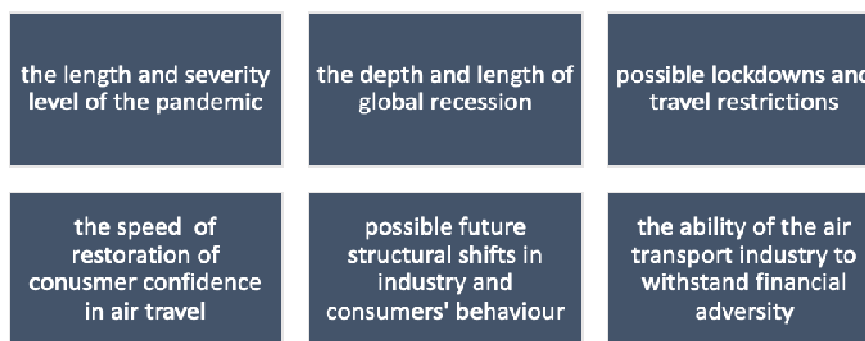 the length and severity
level of the pandemic
the depth and length of
global recession
possible lockdowns and
travel restrictions
the speed of
restoration of
conusmer confidence
in air travel
possible future
structural shifts in
industry and
consumers' behaviour
the ability of the air
transport industry to
withstand financial
adversity